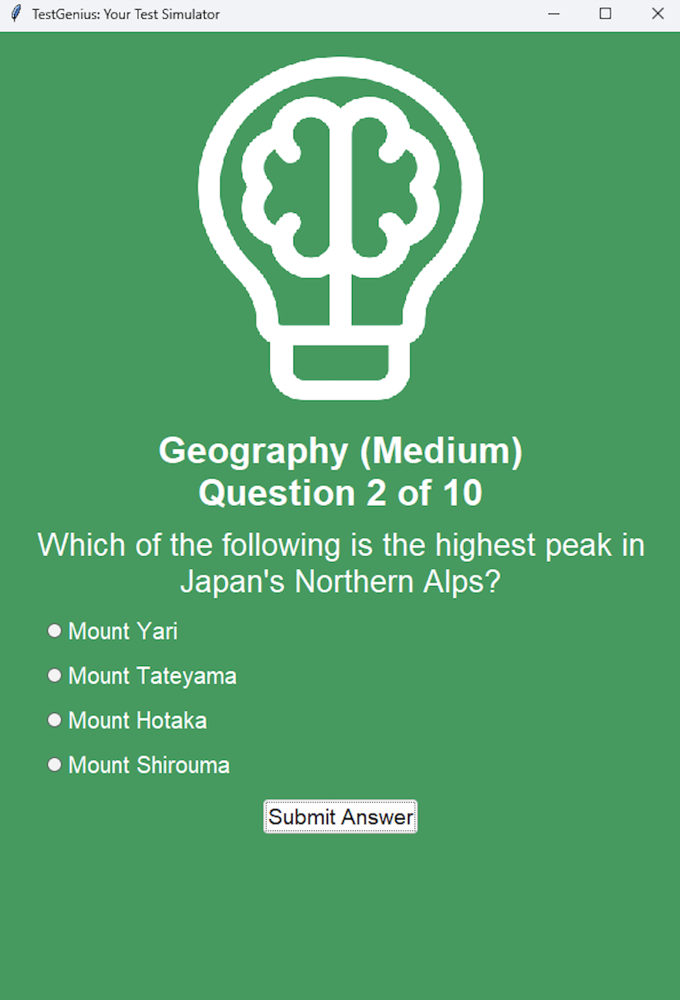 TestGenius: Your Test Simulator
Geography (Medium)
Question 2 of 10
Which of the following is the highest peak in
Japan's Northern Alps?
Mount Yari
Mount Tateyama
Mount Hotaka
Mount Shirouma
Submit Answer